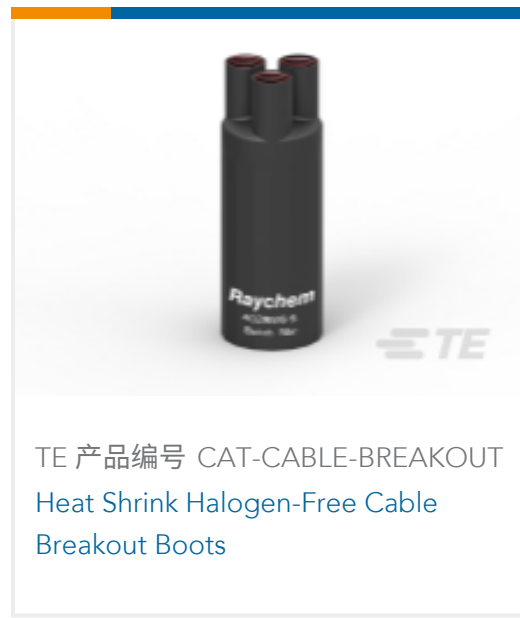 Raychem
TE
TE 产品编号 CAT-CABLE-BREAKOUT
Heat Shrink Halogen-Free Cable
Breakout Boots